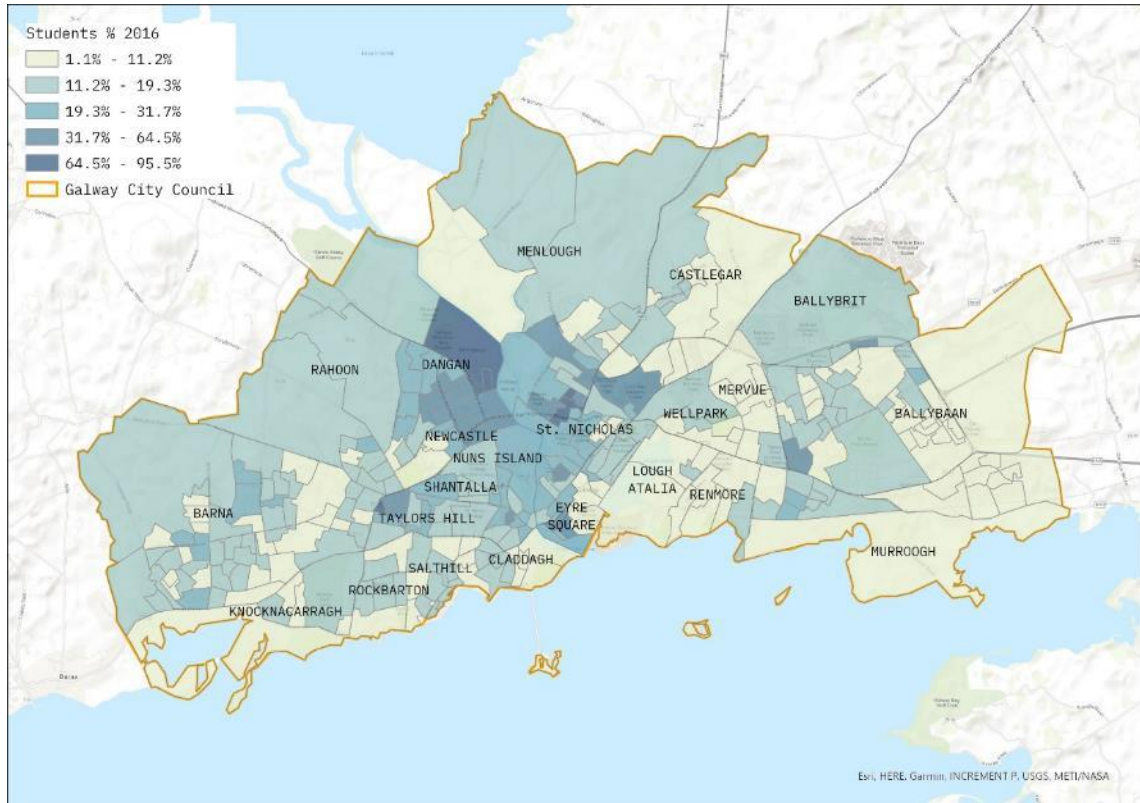 Students % 2016
1.1% - 11.2%
11.2% - 19.3%
19.3% - 31.7%
31.7% - 64.5%
64.5% - 95.5%
Galway City Council
MENLOUGH
CASTLEGAR
BALLYBRIT
RAHOON
DANGAN
MERVUE
BALLYBAAN
WELLPARK
St. NICHOLAS
NEWCASTLE
NUNS ISLAND
LOUGH
ATALIA
RENMORE
SHANTALLA
BARNA
TAYLORS HILL
EYRE
SQUARE
MURROOGH
CLADDAGH
SALTHILL
ROCKBARTON
KNOCKNACARRAGH
Esri, HERE, Garmin, INCREMENT P, USGS, METI/NASA